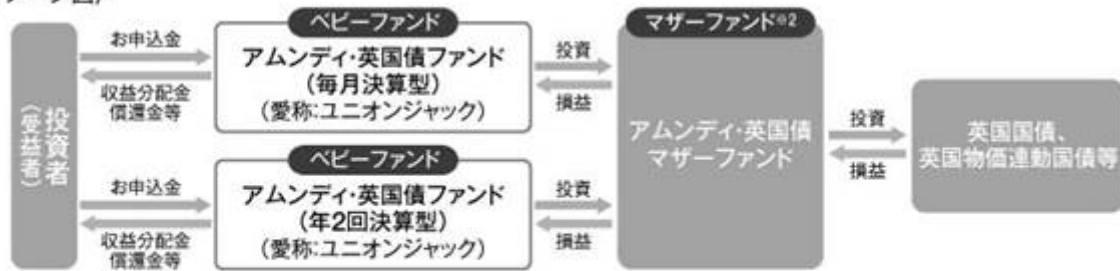 投資者
(受益者)
お申込金
収益分配金
償還金等
ベビーファンド
アムンディ・英国債ファンド
(毎月決算型)
(愛称:ユニオンジャック)
投資
損益
お申込金
収益分配金
償還金等
ベビーファンド
アムンディ・英国債ファンド
(年2回決算型)
(愛称:ユニオンジャック)
投資
損益
マザーファンド※2
アムンディ・英国債
マザーファンド
投資
損益
英国国債、
英国物価連動国債等